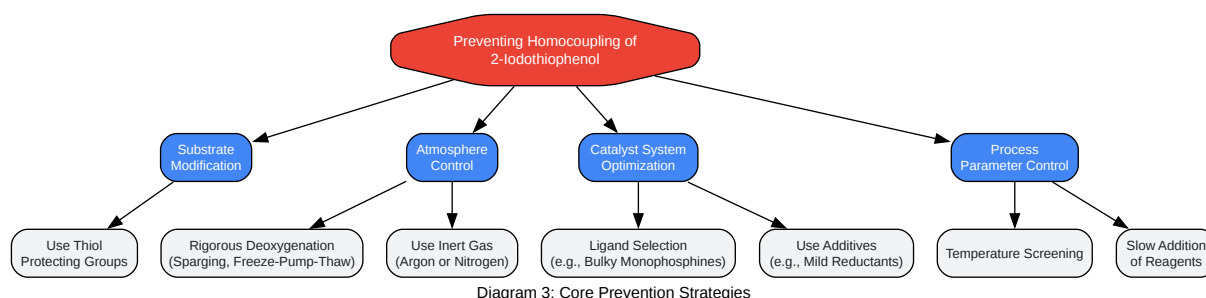 Preventing Homocoupling of
2-Iodothiophenol
Substrate
Modification
Atmosphere
Control
Catalyst System
Optimization
Process
Parameter Control
Use Thiol
Protecting Groups
Rigorous Deoxygenation
(Sparging, Freeze-Pump-Thaw)
Use Inert Gas
(Argon or Nitrogen)
Ligand Selection
(e.g., Bulky Monophosphines)
Use Additives
(e.g., Mild Reductants)
Temperature Screening
Slow Addition
of Reagents
Diagram 3: Core Prevention Strategies